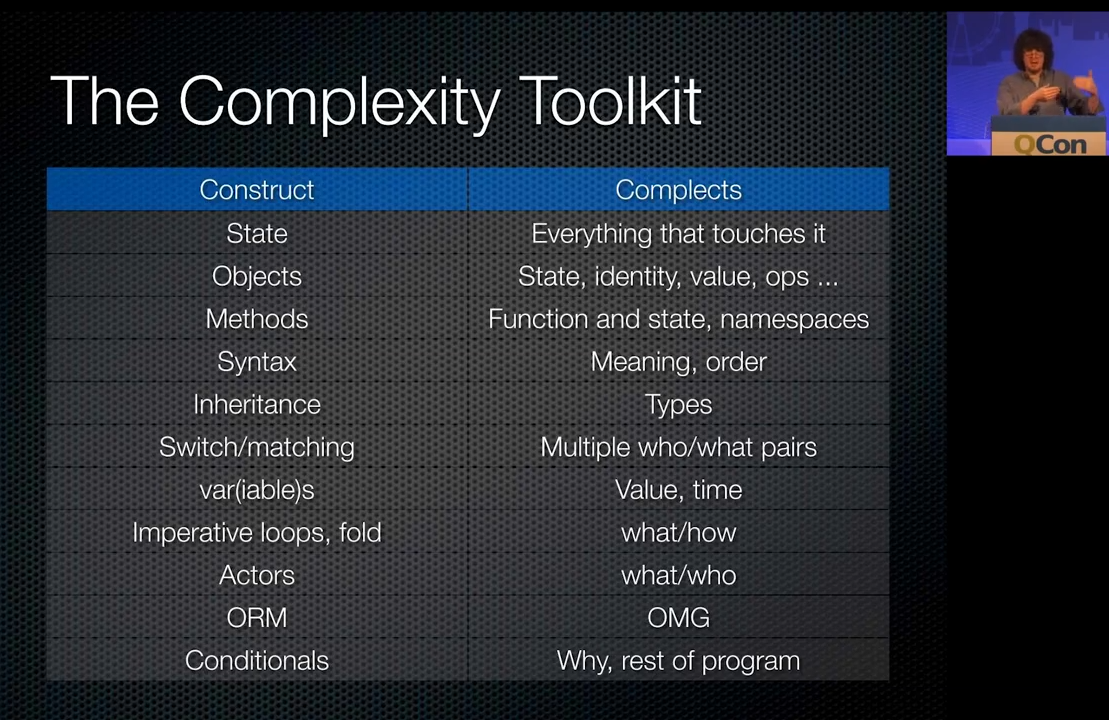 The Complexity Toolkit
QCon
Construct Complects
State Everything that touches it
Objects State, identity, value, ops ...
Methods Function and state, namespaces
Syntax Meaning, order
Inheritance Types
Switch/matching Multiple who/what pairs
var(iable)s Value, time
Imperative loops, fold what/how
Actors what/who
ORM OMG
Conditionals Why, rest of program